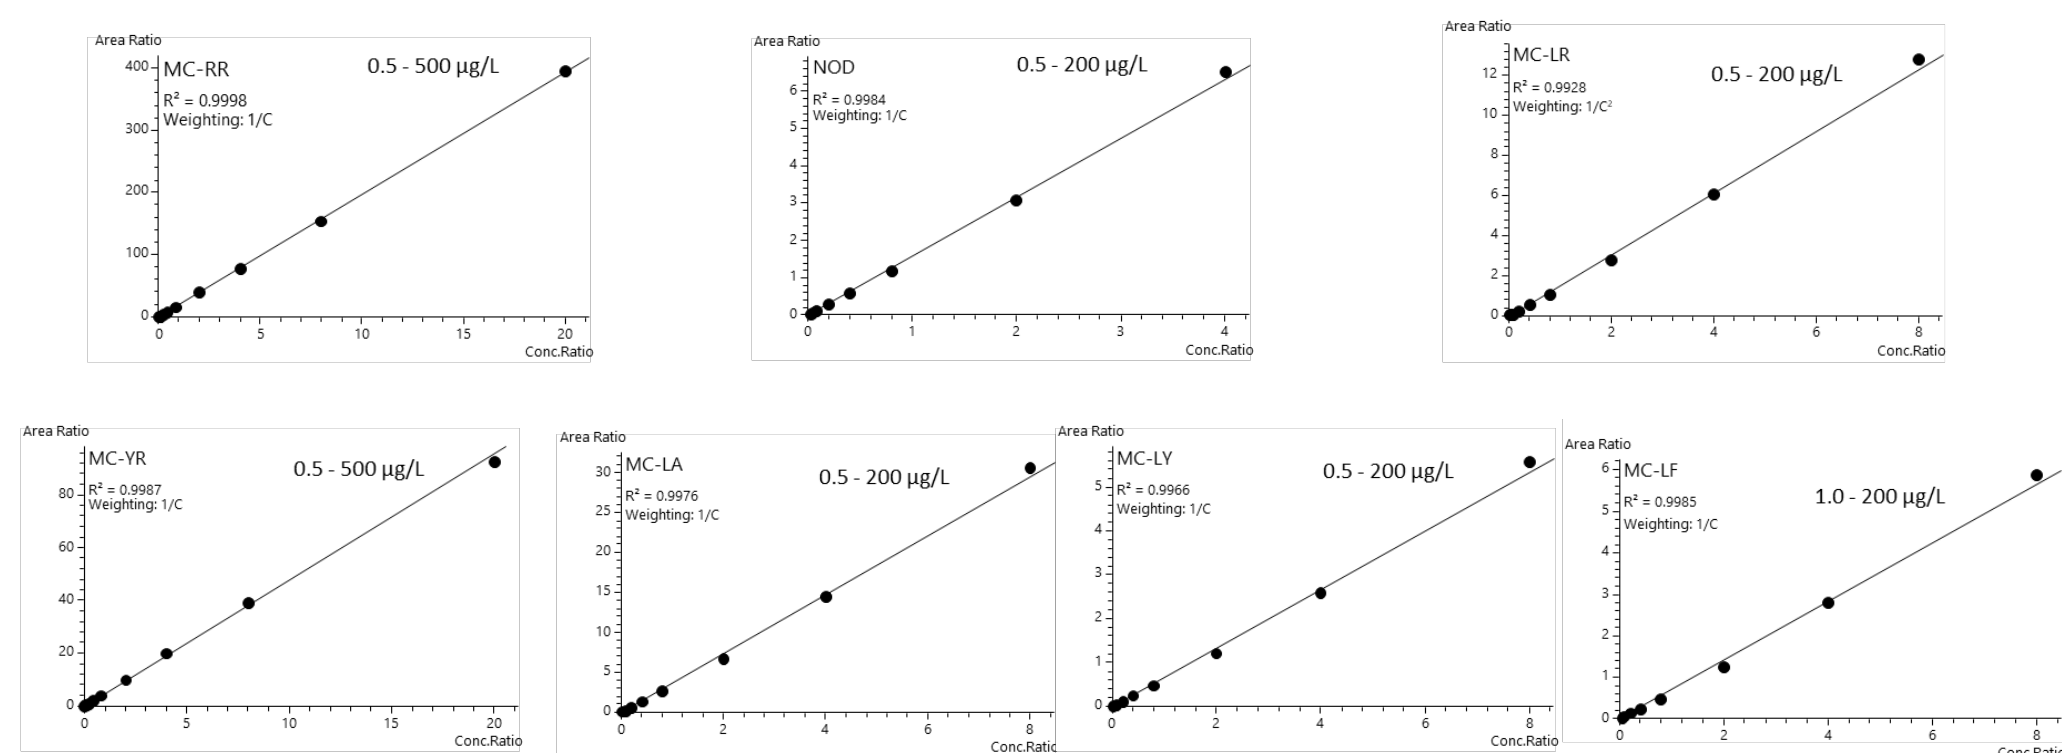 Area Ratio
MC-RR
0.5 - 500 µg/L
R² = 0.9998
Weighting: 1/C
400
300
200
100
0
0 5 10 15 20
Conc.Ratio
Area Ratio
NOD
0.5 - 200 µg/L
R² = 0.9984
Weighting: 1/C
6
5
4
3
2
1
0
0 1 2 3 4
Conc.Ratio
Area Ratio
MC-LR
0.5 - 200 µg/L
R² = 0.9928
Weighting: 1/C²
12
10
8
6
4
2
0
0 2 4 6 8
Conc.Ratio
Area Ratio
MC-YR
0.5 - 500 µg/L
R² = 0.9987
Weighting: 1/C
80
60
40
20
0
0 5 10 15 20
Conc.Ratio
Area Ratio
MC-LA
0.5 - 200 µg/L
R² = 0.9976
Weighting: 1/C
30
25
20
15
10
5
0
0 2 4 6 8
Conc.Ratio
Area Ratio
MC-LY
0.5 - 200 µg/L
R² = 0.9966
Weighting: 1/C
5
4
3
2
1
0
0 2 4 6 8
Conc.Ratio
Area Ratio
MC-LF
1.0 - 200 µg/L
R² = 0.9985
Weighting: 1/C
6
5
4
3
2
1
0
0 2 4 6 8
Conc.Ratio